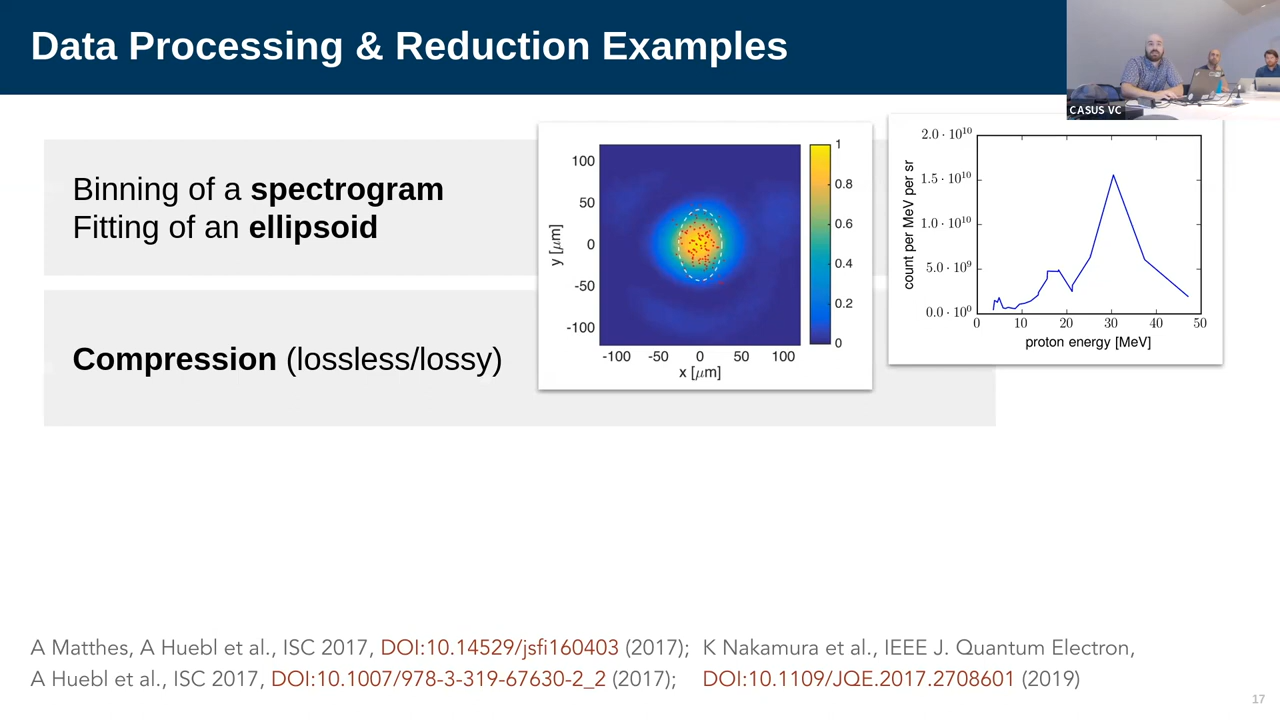 Data Processing & Reduction Examples
CASUS VC
Binning of a spectrogram
Fitting of an ellipsoid
Compression (lossless/lossy)
100
50
0
-50
-100
y [μm]
-100 -50 0 50 100
x [μm]
1
0.8
0.6
0.4
0.2
0
2.0 · 10¹⁰
1.5 · 10¹⁰
1.0 · 10¹⁰
5.0 · 10⁹
0.0 · 10⁰
count per MeV per sr
0 10 20 30 40 50
proton energy [MeV]
A Matthes, A Huebl et al., ISC 2017, DOI:10.14529/jsfi160403 (2017); K Nakamura et al., IEEE J. Quantum Electron,
A Huebl et al., ISC 2017, DOI:10.1007/978-3-319-67630-2_2 (2017); DOI:10.1109/JQE.2017.2708601 (2019)
17